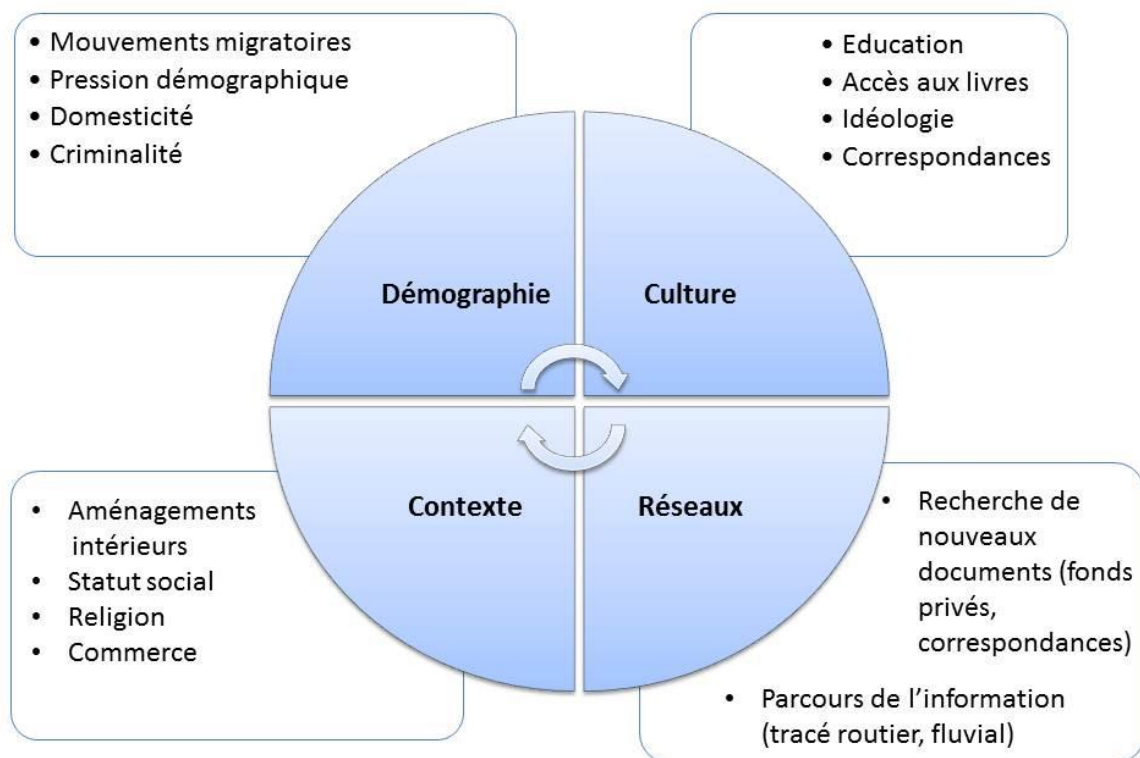 • Mouvements migratoires
• Pression démographique
• Domesticité
• Criminalité
• Education
• Accès aux livres
• Idéologie
• Correspondances
Démographie
Culture
Contexte
Réseaux
• Aménagements
intérieurs
• Statut social
• Religion
• Commerce
• Recherche de
nouveaux
documents (fonds
privés,
correspondances)
• Parcours de l’information
(tracé routier, fluvial)